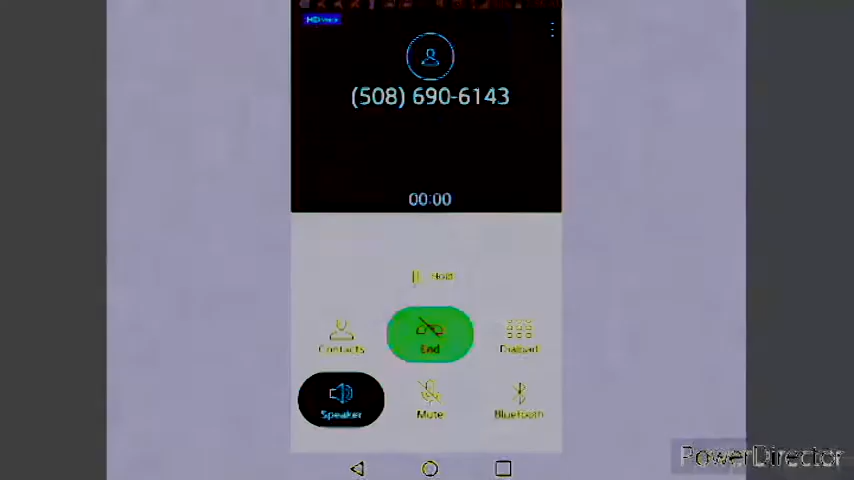 HD Voice
(508) 690-6143
00:00
Hold
Contacts
End
Dialpad
Speaker
Mute
Bluetooth
PowerDirector